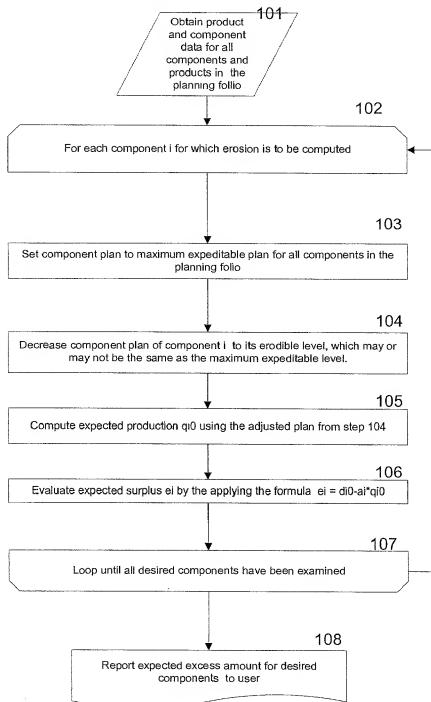 101
Obtain product
and component
data for all
components and
products in the
planning follio
102
For each component i for which erosion is to be computed
103
Set component plan to maximum expeditable plan for all components in the
planning folio
104
Decrease component plan of component i to its erodible level, which may or
may not be the same as the maximum expeditable level.
105
Compute expected production qi0 using the adjusted plan from step 104
106
Evaluate expected surplus ei by the applying the formula ei = di0-ai*qi0
107
Loop until all desired components have been examined
108
Report expected excess amount for desired
components to user